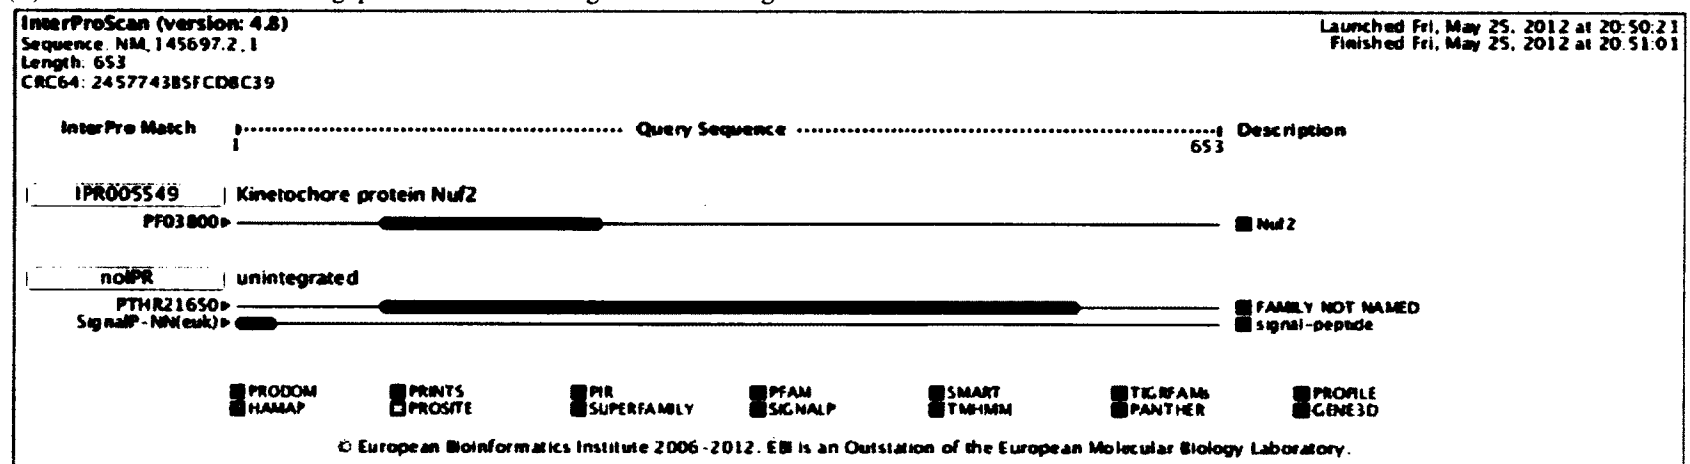 InterProScan (version: 4.8)
Launched Fri, May 25, 2012 at 20:50:21
Sequence. NM_145697.2_1
Finished Fri, May 25, 2012 at 20.51:01
Length: 653
CRC64: 2457743B5FCD8C39
InterPro Match
Query Sequence
Description
1
653
IPR005549
Kinetochore protein Nuf2
PF03800
Nuf2
noIPR
unintegrated
PTHR21650
FAMILY NOT NAMED
SignalP-NN(euk)
signal-peptide
PRODOM PRINTS PIR PFAM SMART TIGRFAMs PROFILE
HAMAP PROSITE SUPERFAMILY SIGNALP TMHMM PANTHER GENE3D
© European Bioinformatics Institute 2006-2012. EBI is an Outstation of the European Molecular Biology Laboratory.